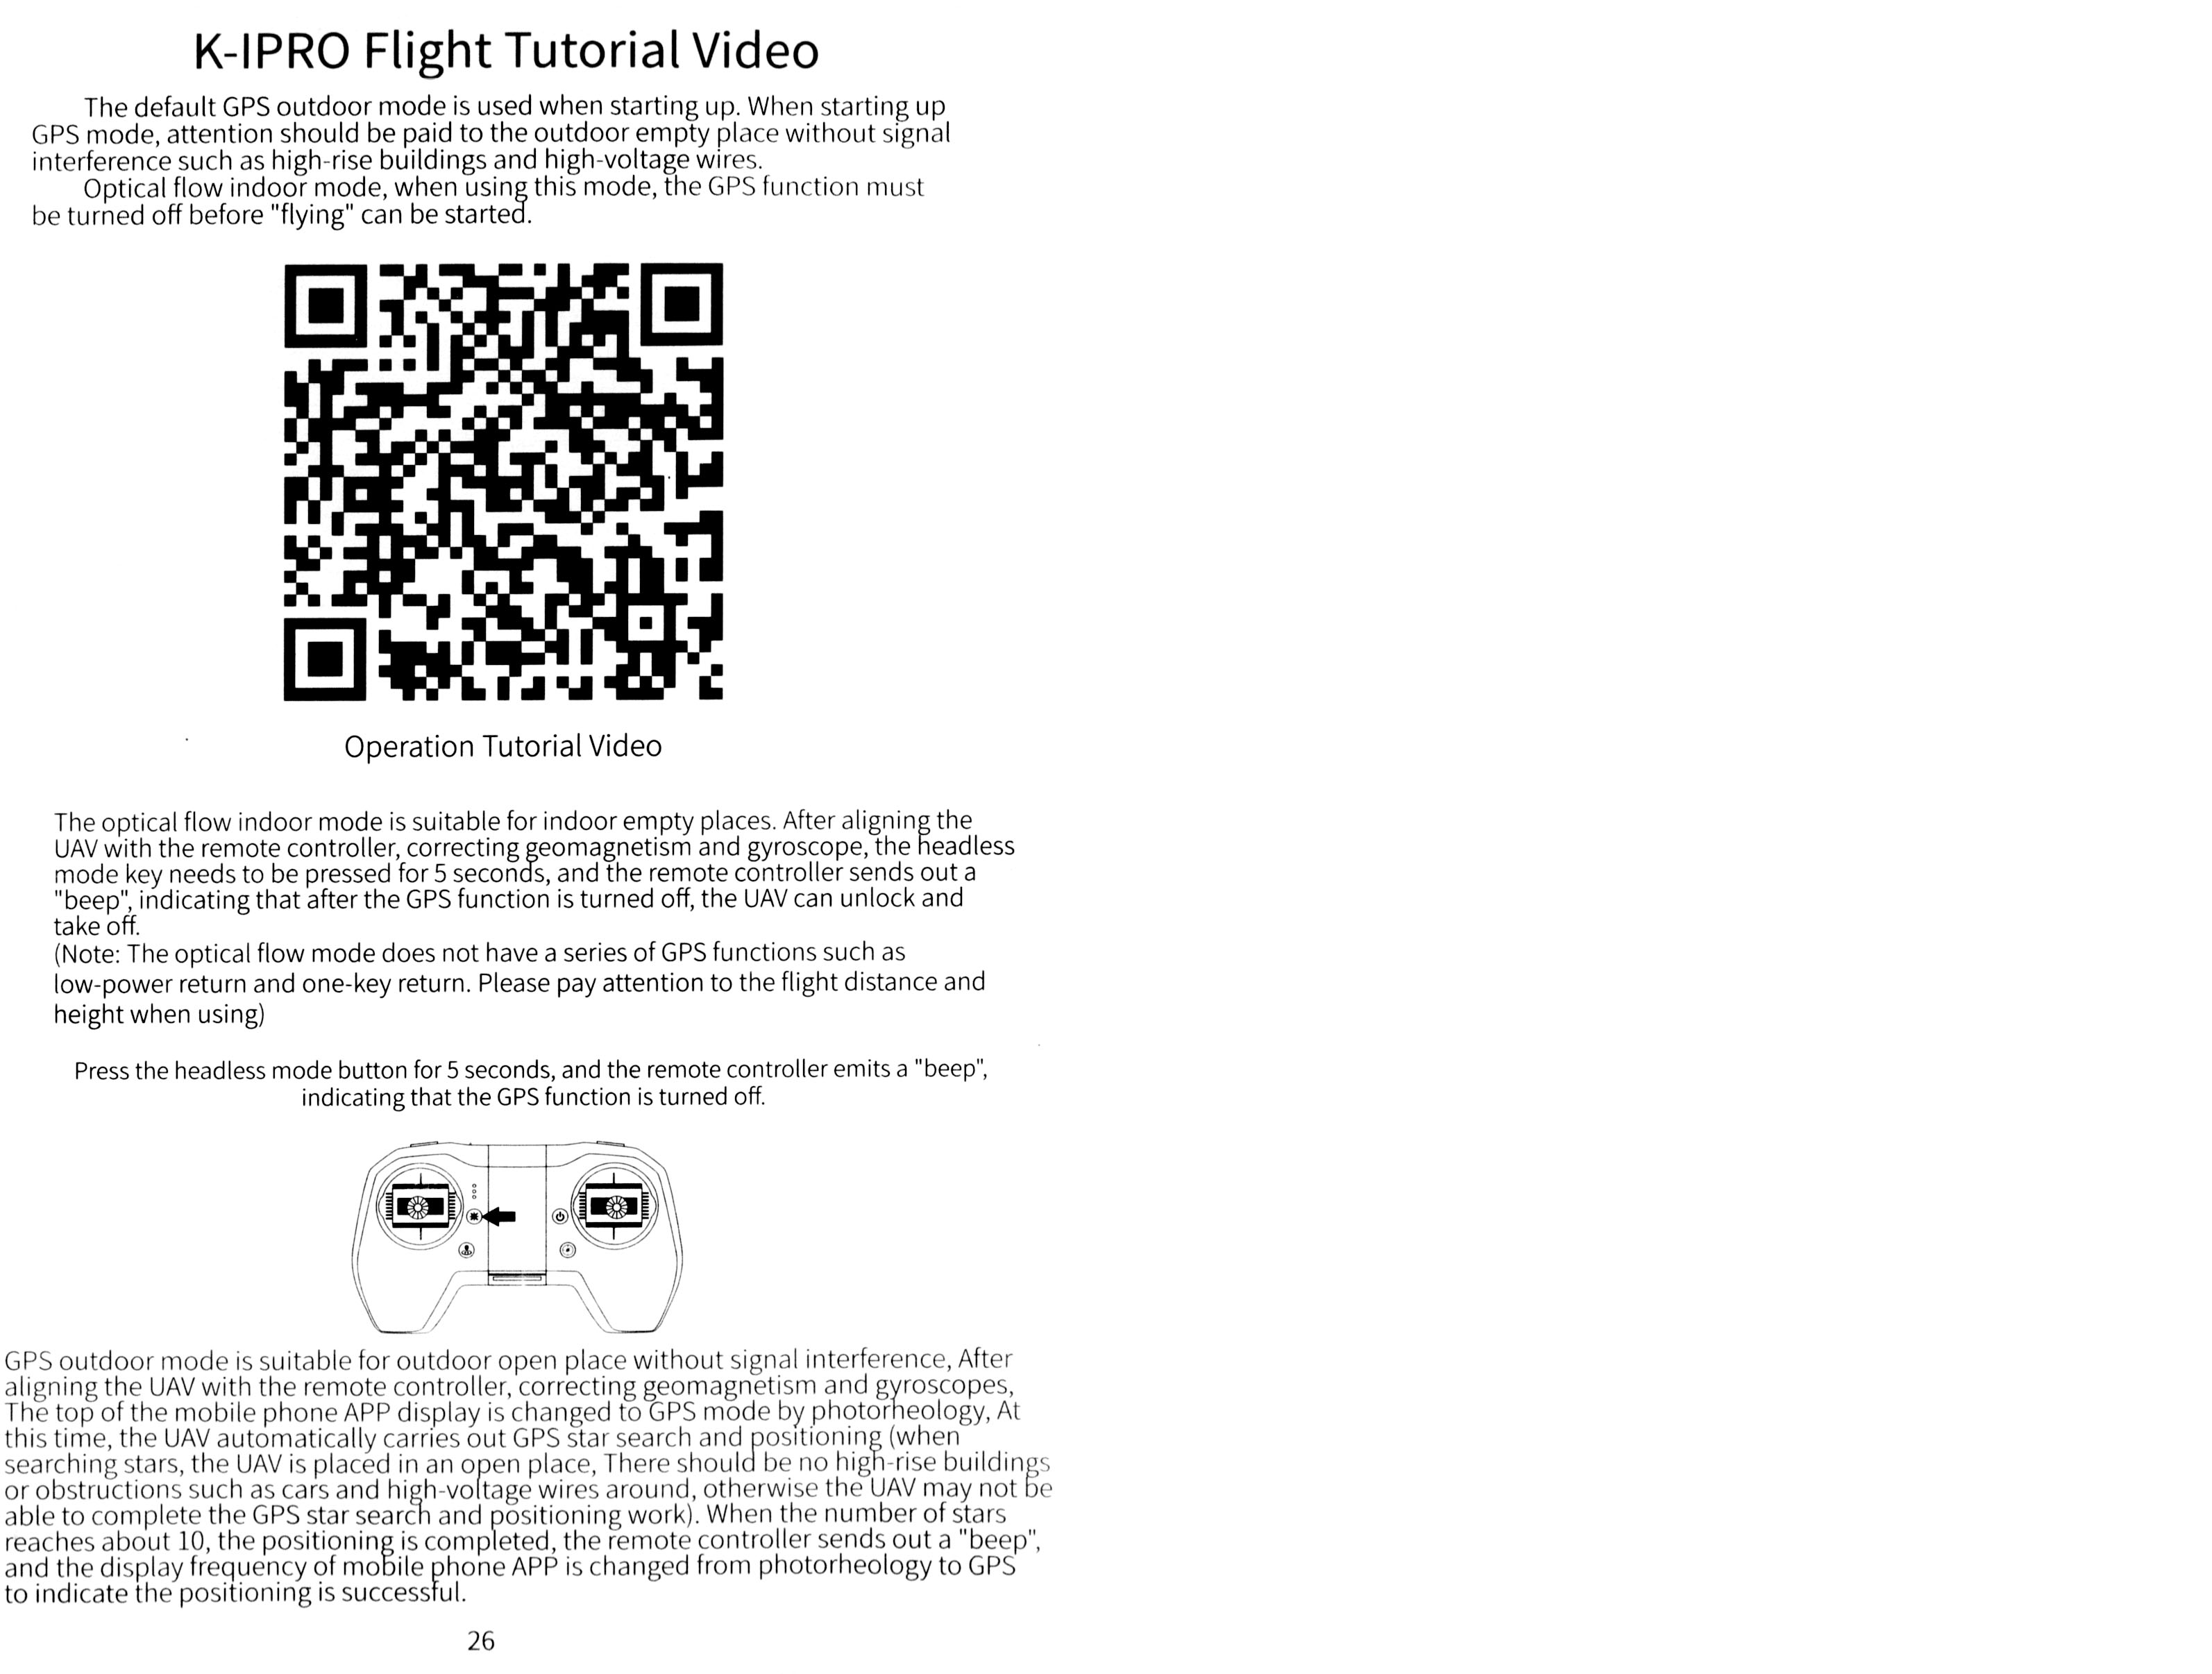 K-IPRO Flight Tutorial Video
The default GPS outdoor mode is used when starting up. When starting up
GPS mode, attention should be paid to the outdoor empty place without signal
interference such as high-rise buildings and high-voltage wires.
Optical flow indoor mode, when using this mode, the GPS function must
be turned off before "flying" can be started.
Operation Tutorial Video
The optical flow indoor mode is suitable for indoor empty places. After aligning the
UAV with the remote controller, correcting geomagnetism and gyroscope, the headless
mode key needs to be pressed for 5 seconds, and the remote controller sends out a
"beep", indicating that after the GPS function is turned off, the UAV can unlock and
take off.
(Note: The optical flow mode does not have a series of GPS functions such as
low-power return and one-key return. Please pay attention to the flight distance and
height when using)
Press the headless mode button for 5 seconds, and the remote controller emits a "beep",
indicating that the GPS function is turned off.
GPS outdoor mode is suitable for outdoor open place without signal interference, After
aligning the UAV with the remote controller, correcting geomagnetism and gyroscopes,
The top of the mobile phone APP display is changed to GPS mode by photorheology, At
this time, the UAV automatically carries out GPS star search and positioning (when
searching stars, the UAV is placed in an open place, There should be no high-rise buildings
or obstructions such as cars and high-voltage wires around, otherwise the UAV may not be
able to complete the GPS star search and positioning work). When the number of stars
reaches about 10, the positioning is completed, the remote controller sends out a "beep",
and the display frequency of mobile phone APP is changed from photorheology to GPS
to indicate the positioning is successful.
26